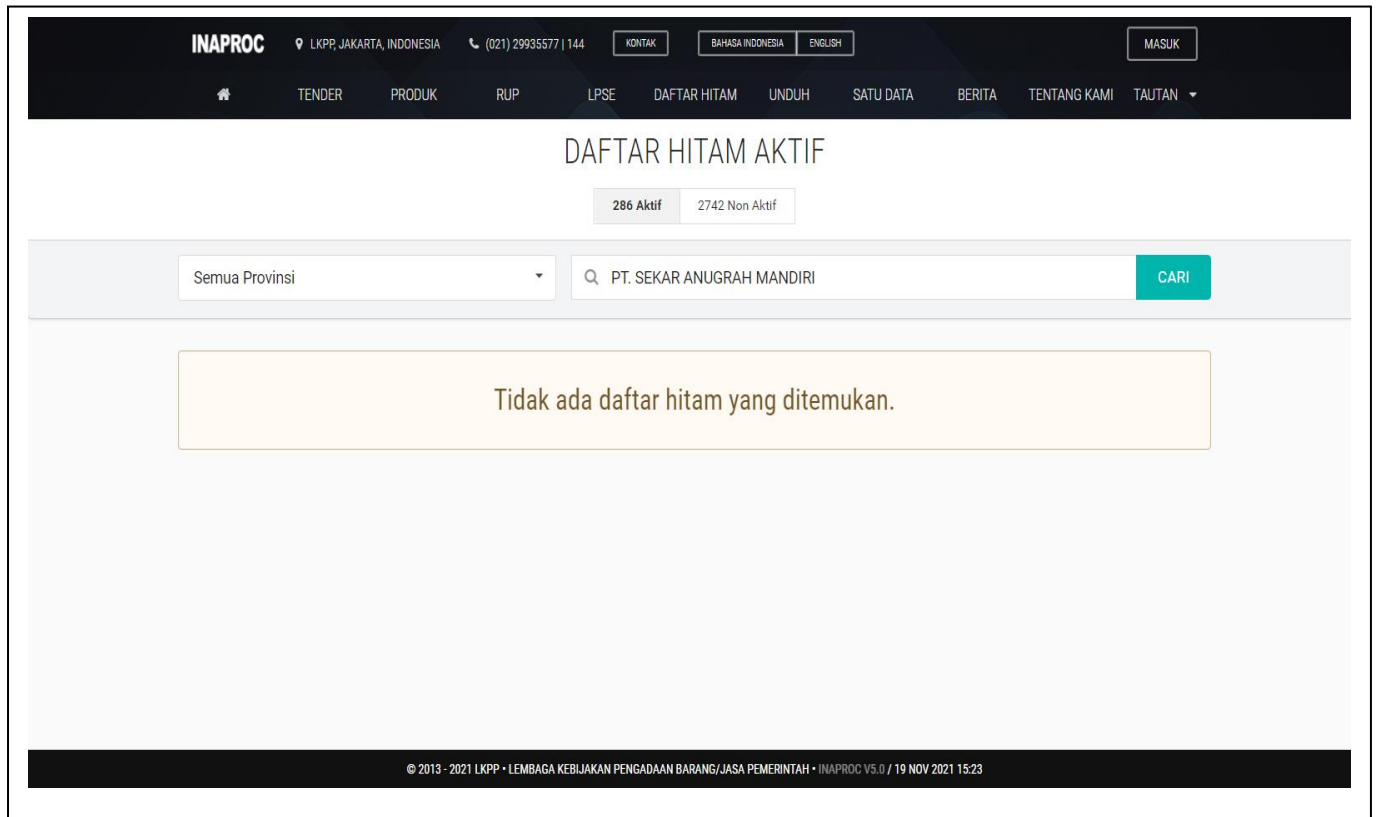 INAPROC LKPP, JAKARTA, INDONESIA (021) 29935577 | 144 KONTAK BAHASA INDONESIA ENGLISH MASUK
TENDER PRODUK RUP LPSE DAFTAR HITAM UNDUH SATU DATA BERITA TENTANG KAMI TAUTAN
DAFTAR HITAM AKTIF
286 Aktif 2742 Non Aktif
Semua Provinsi PT. SEKAR ANUGRAH MANDIRI CARI
Tidak ada daftar hitam yang ditemukan.
© 2013 - 2021 LKPP • LEMBAGA KEBIJAKAN PENGADAAN BARANG/JASA PEMERINTAH • INAPROC V5.0 / 19 NOV 2021 15:23